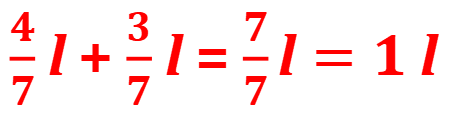 4/7 l + 3/7 l = 7/7 l = 1 l